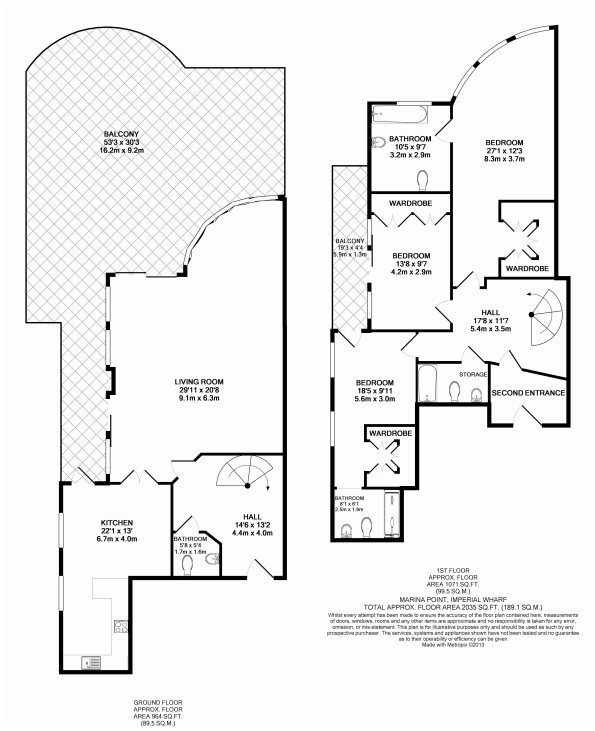 BALCONY
53'3 x 30'3
16.2m x 9.2m
LIVING ROOM
29'11 x 20'8
9.1m x 6.3m
KITCHEN
22'1 x 13'
6.7m x 4.0m
HALL
14'6 x 13'2
4.4m x 4.0m
BATHROOM
5'8 x 5'4
1.7m x 1.6m
GROUND FLOOR
APPROX. FLOOR
AREA 964 SQ.FT.
(89.5 SQ.M.)
BATHROOM
10'5 x 9'7
3.2m x 2.9m
BEDROOM
27'1 x 12'3
8.3m x 3.7m
WARDROBE
BALCONY
19'3 x 4'4
5.9m x 1.3m
BEDROOM
13'8 x 9'7
4.2m x 2.9m
WARDROBE
HALL
17'8 x 11'7
5.4m x 3.5m
STORAGE
BEDROOM
18'5 x 9'11
5.6m x 3.0m
SECOND ENTRANCE
WARDROBE
BATHROOM
8'1 x 6'1
2.5m x 1.9m
1ST FLOOR
APPROX. FLOOR
AREA 1071 SQ.FT.
(99.5 SQ.M.)
MARINA POINT, IMPERIAL WHARF
TOTAL APPROX. FLOOR AREA 2035 SQ.FT. (189.1 SQ.M.)
Whilst every attempt has been made to ensure the accuracy of the floor plan contained here, measurements
of doors, windows, rooms and any other items are approximate and no responsibility is taken for any error,
omission, or mis-statement. This plan is for illustrative purposes only and should be used as such by any
prospective purchaser. The services, systems and appliances shown have not been tested and no guarantee
as to their operability or efficiency can be given
Made with Metropix ©2013